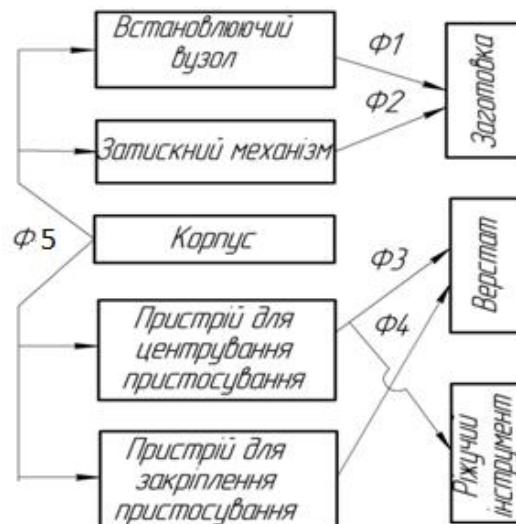 Встановлюючий
вузол
Ф1
Ф2
Заготовка
Затискний механізм
Ф5
Корпус
Ф3
Ф4
Верстат
Пристрій для
центрування
пристосування
Пристрій для
закріплення
пристосування
Ріжучий
інструмент